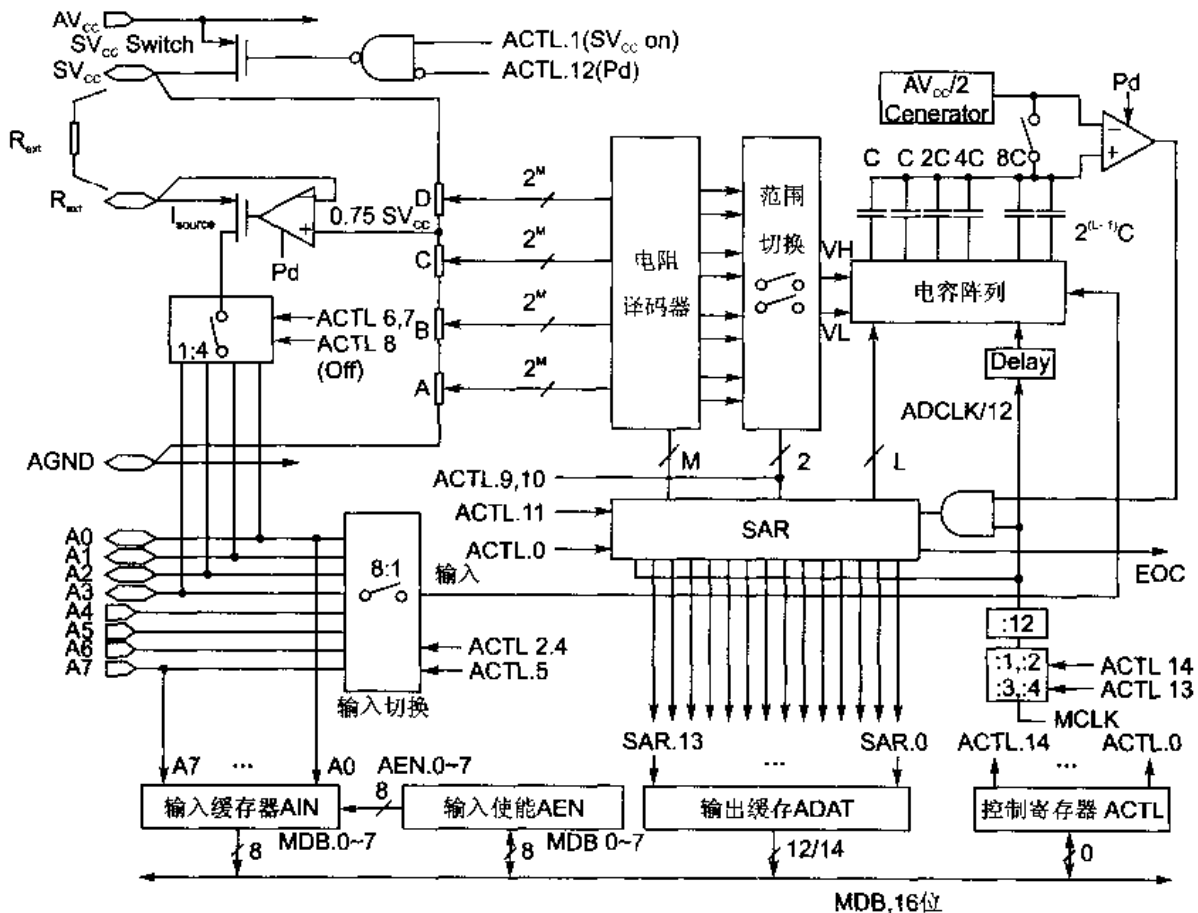 AVcc
SVcc Switch
ACTL.1(SVcc on)
ACTL.12(Pd)
SVcc
AVcc/2
Cenerator
Pd
Rext
C C 2C 4C 8C
2^(L-1)C
Rext
Isource
0.75 SVcc
Pd
D
C
B
A
2^M
2^M
2^M
2^M
电阻
译码器
范围
切换
VH
VL
电容阵列
Delay
ADCLK/12
1:4
ACTL 6,7
ACTL 8
(Off)
AGND
M
2
L
ACTL.9,10
ACTL.11
ACTL.0
SAR
EOC
A0
A1
A2
A3
A4
A5
A6
A7
8:1
输入
ACTL 2.4
ACTL.5
输入切换
:12
:1,:2
:3,:4
ACTL 14
ACTL 13
MCLK
SAR.13
...
SAR.0
ACTL.14
...
ACTL.0
A7 ... A0
AEN.0~7
8
输入缓存器AIN
输入使能AEN
输出缓存ADAT
控制寄存器 ACTL
8
MDB.0~7
8
MDB 0~7
12/14
0
MDB,16位